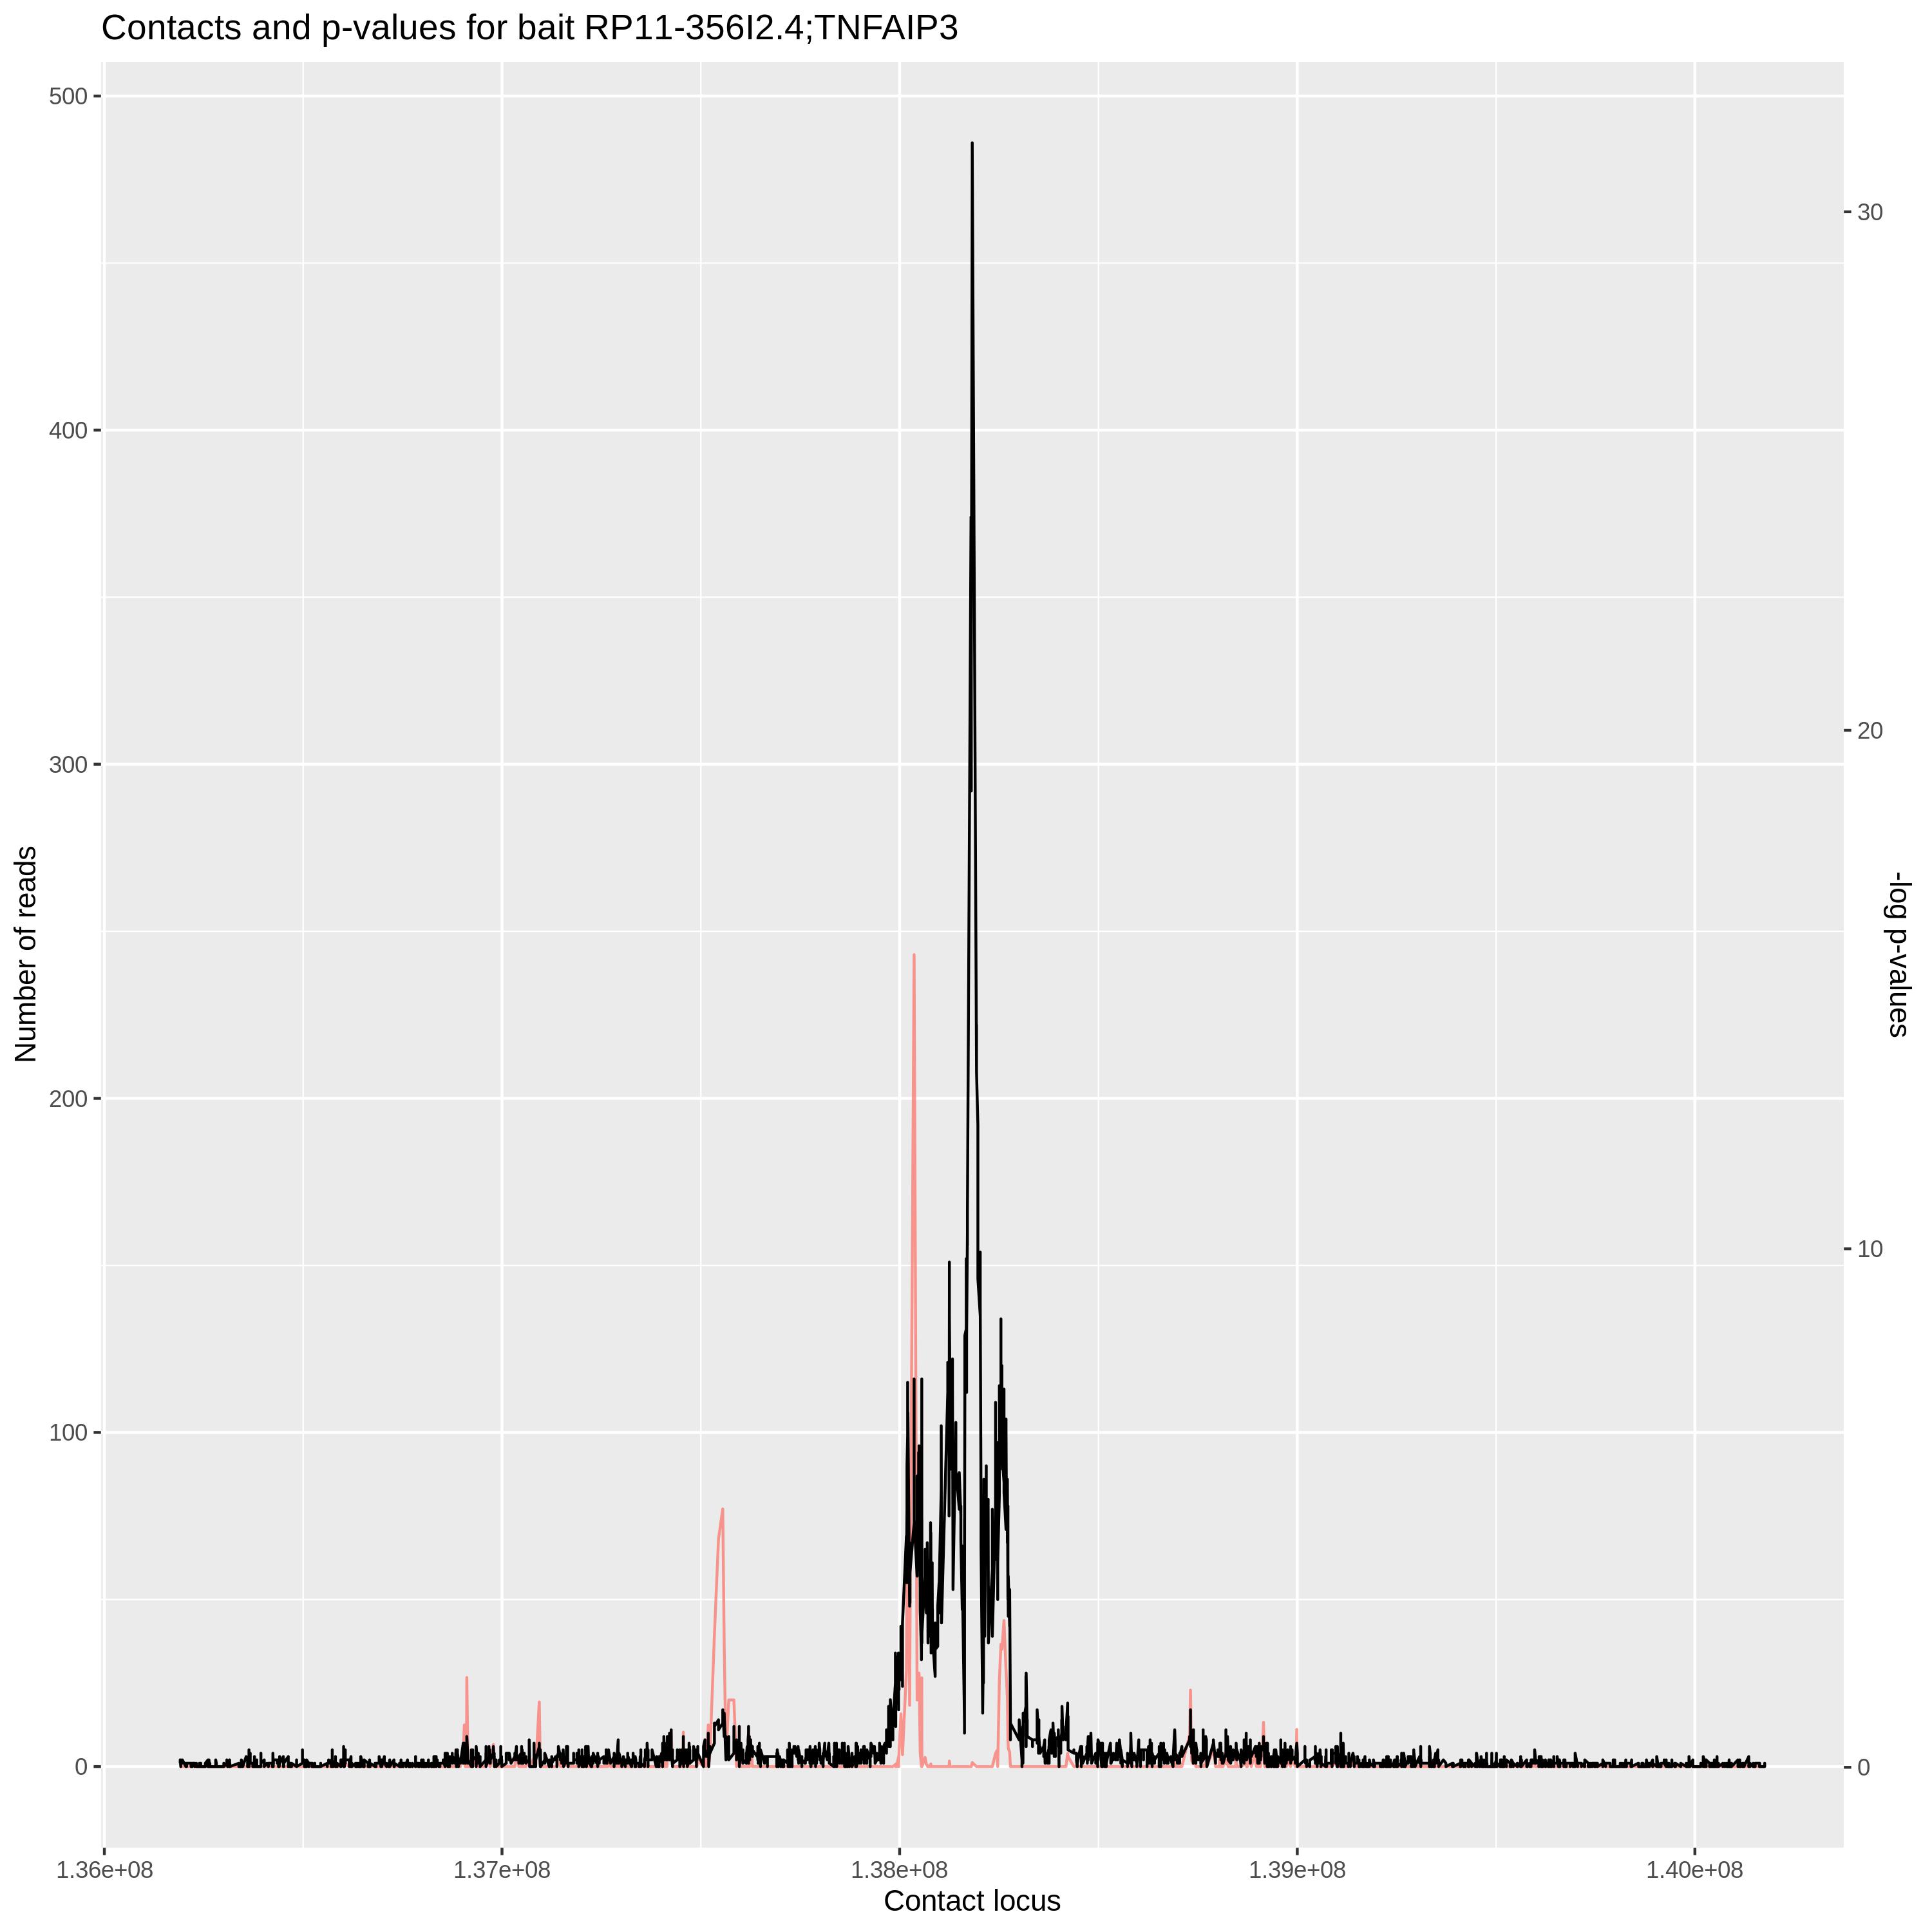 Contacts and p-values for bait RP11-356I2.4;TNFAIP3
500
400
300
200
100
0
Number of reads
30
20
10
0
-log p-values
1.36e+08
1.37e+08
1.38e+08
1.39e+08
1.40e+08
Contact locus